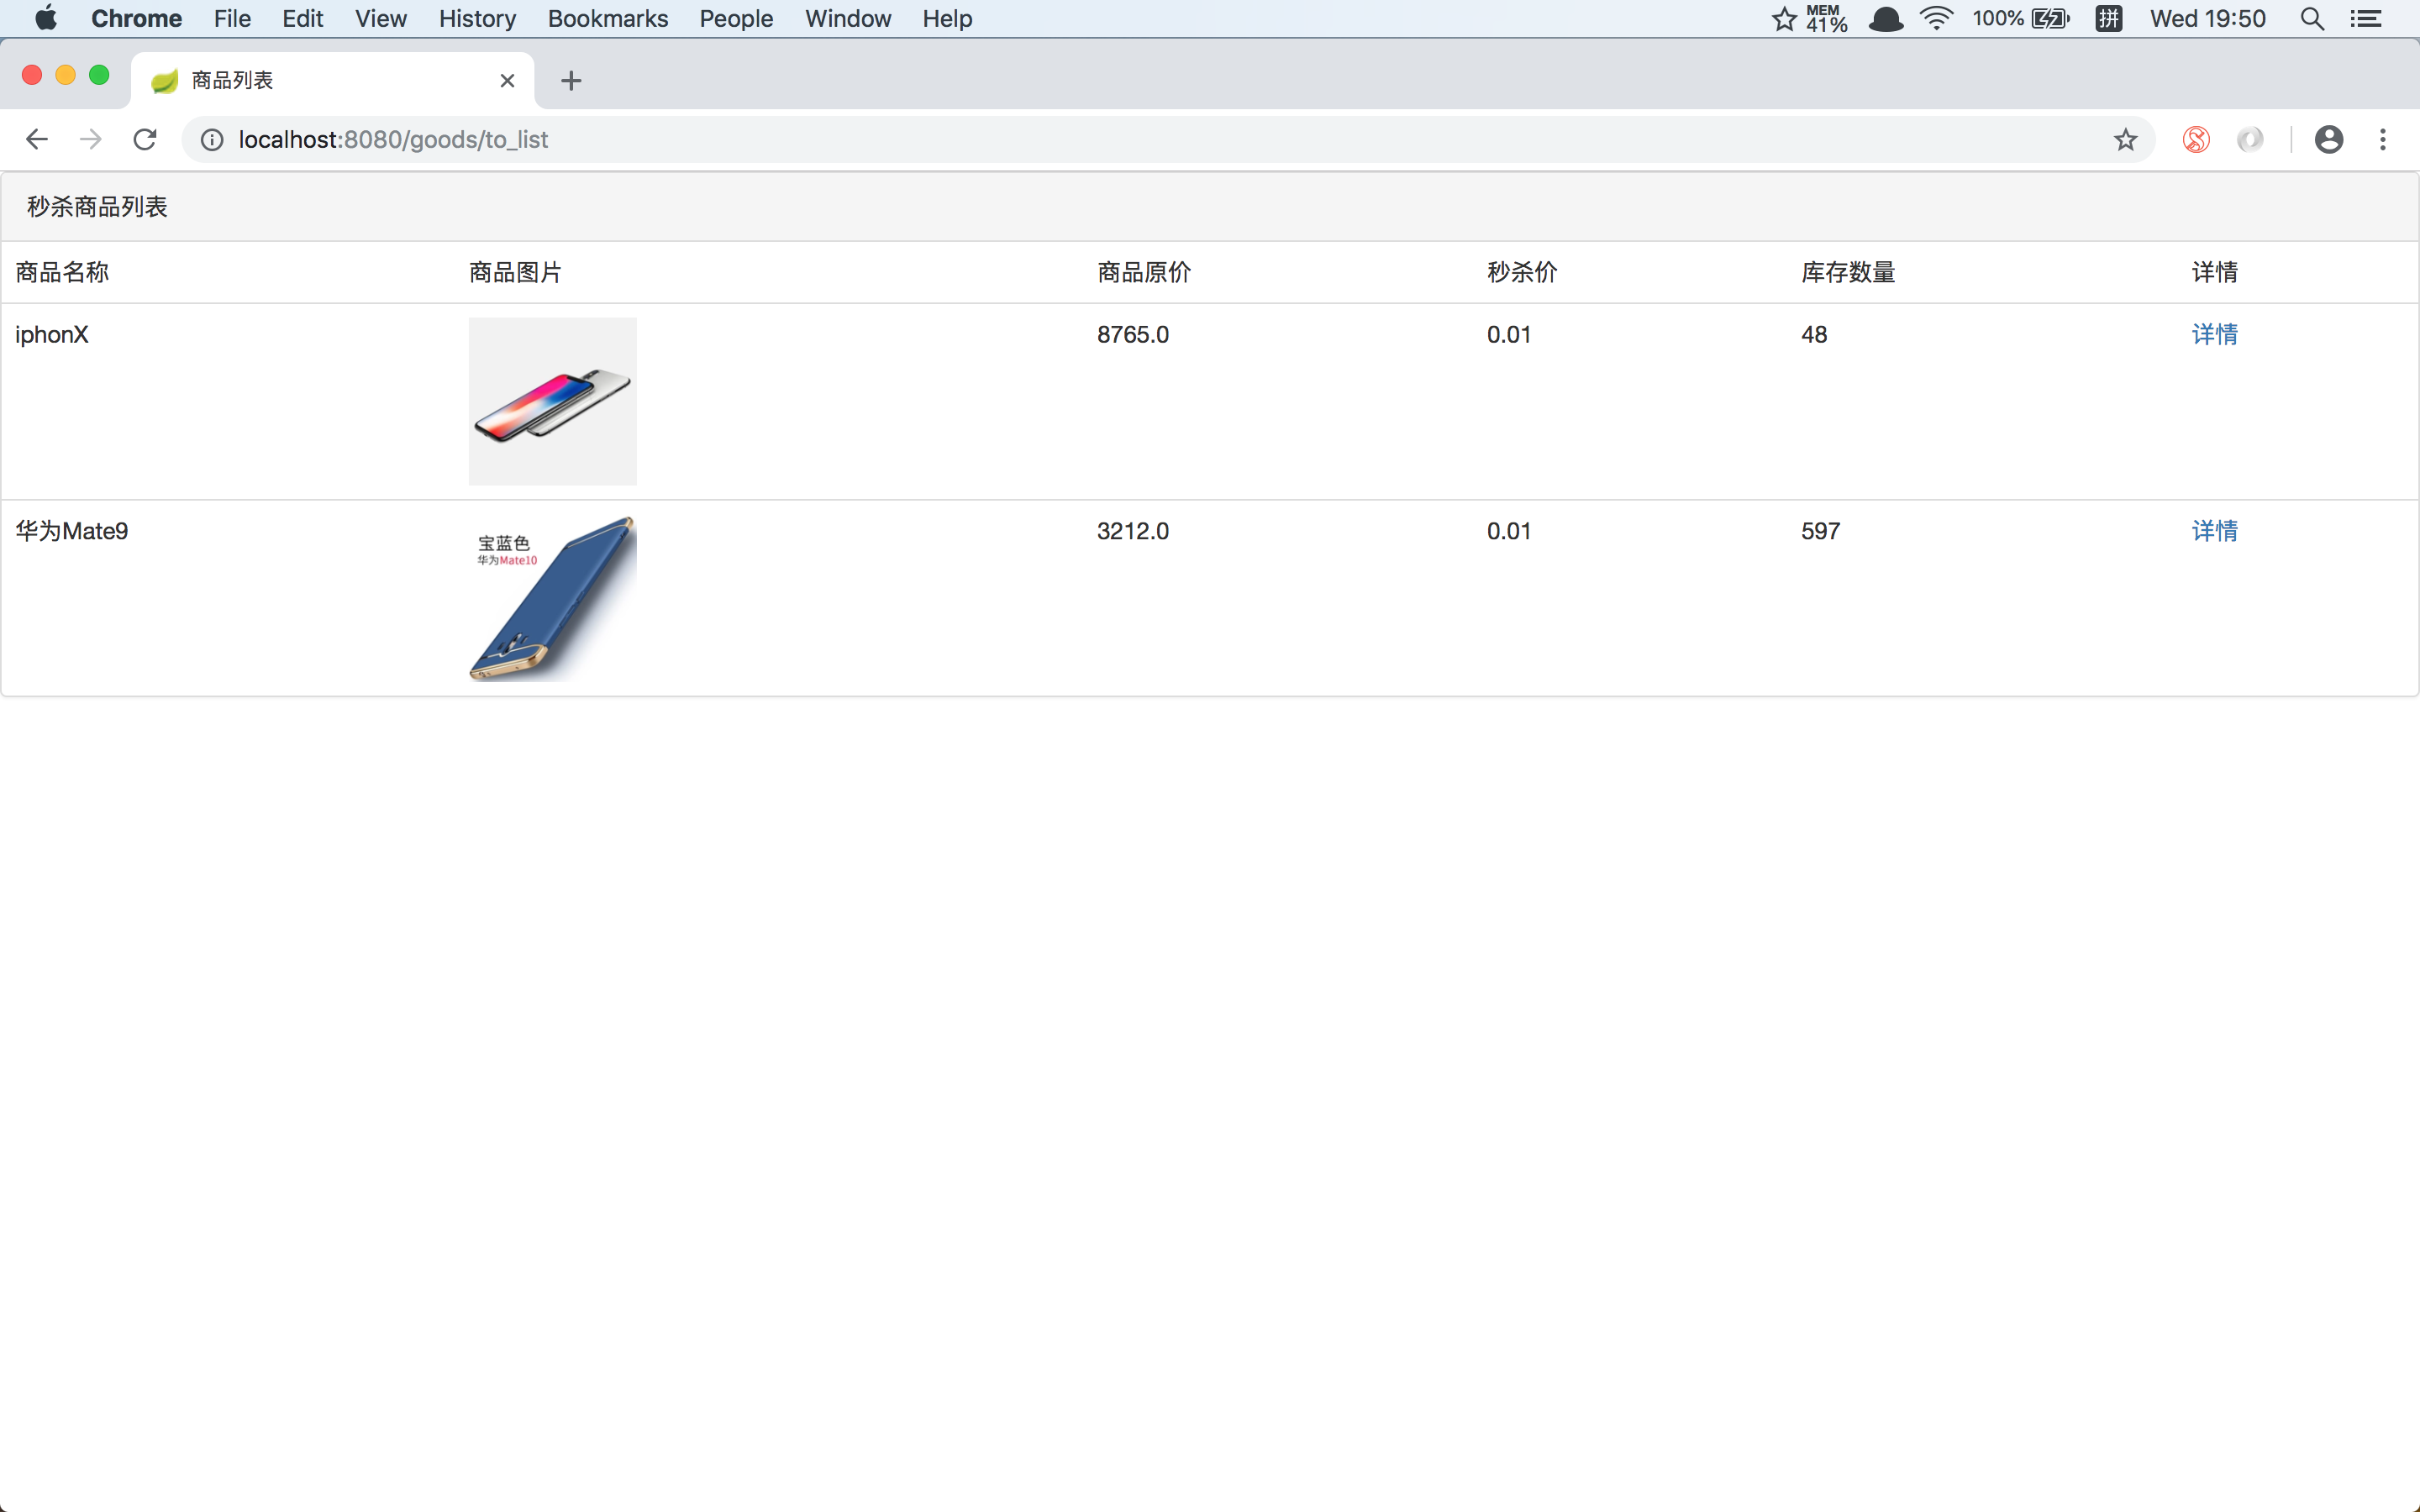 Chrome File Edit View History Bookmarks People Window Help MEM 41% 100% 拼 Wed 19:50
商品列表
localhost:8080/goods/to_list
秒杀商品列表
商品名称 商品图片 商品原价 秒杀价 库存数量 详情
iphonX 8765.0 0.01 48 详情
华为Mate9 3212.0 0.01 597 详情
宝蓝色
华为Mate10